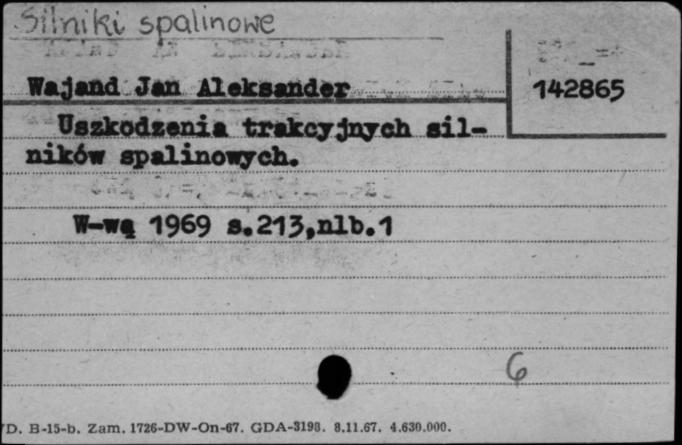 Silniki spalinowe
Wajand Jan Aleksander
142865
Uszkodzenia trakcyjnych sil-
ników spalinowych.
W-wą 1969 s.213,nlb.1
6
D. B-15-b. Zam. 1726-DW-On-67. GDA-3198. 8.11.67. 4.630.000.